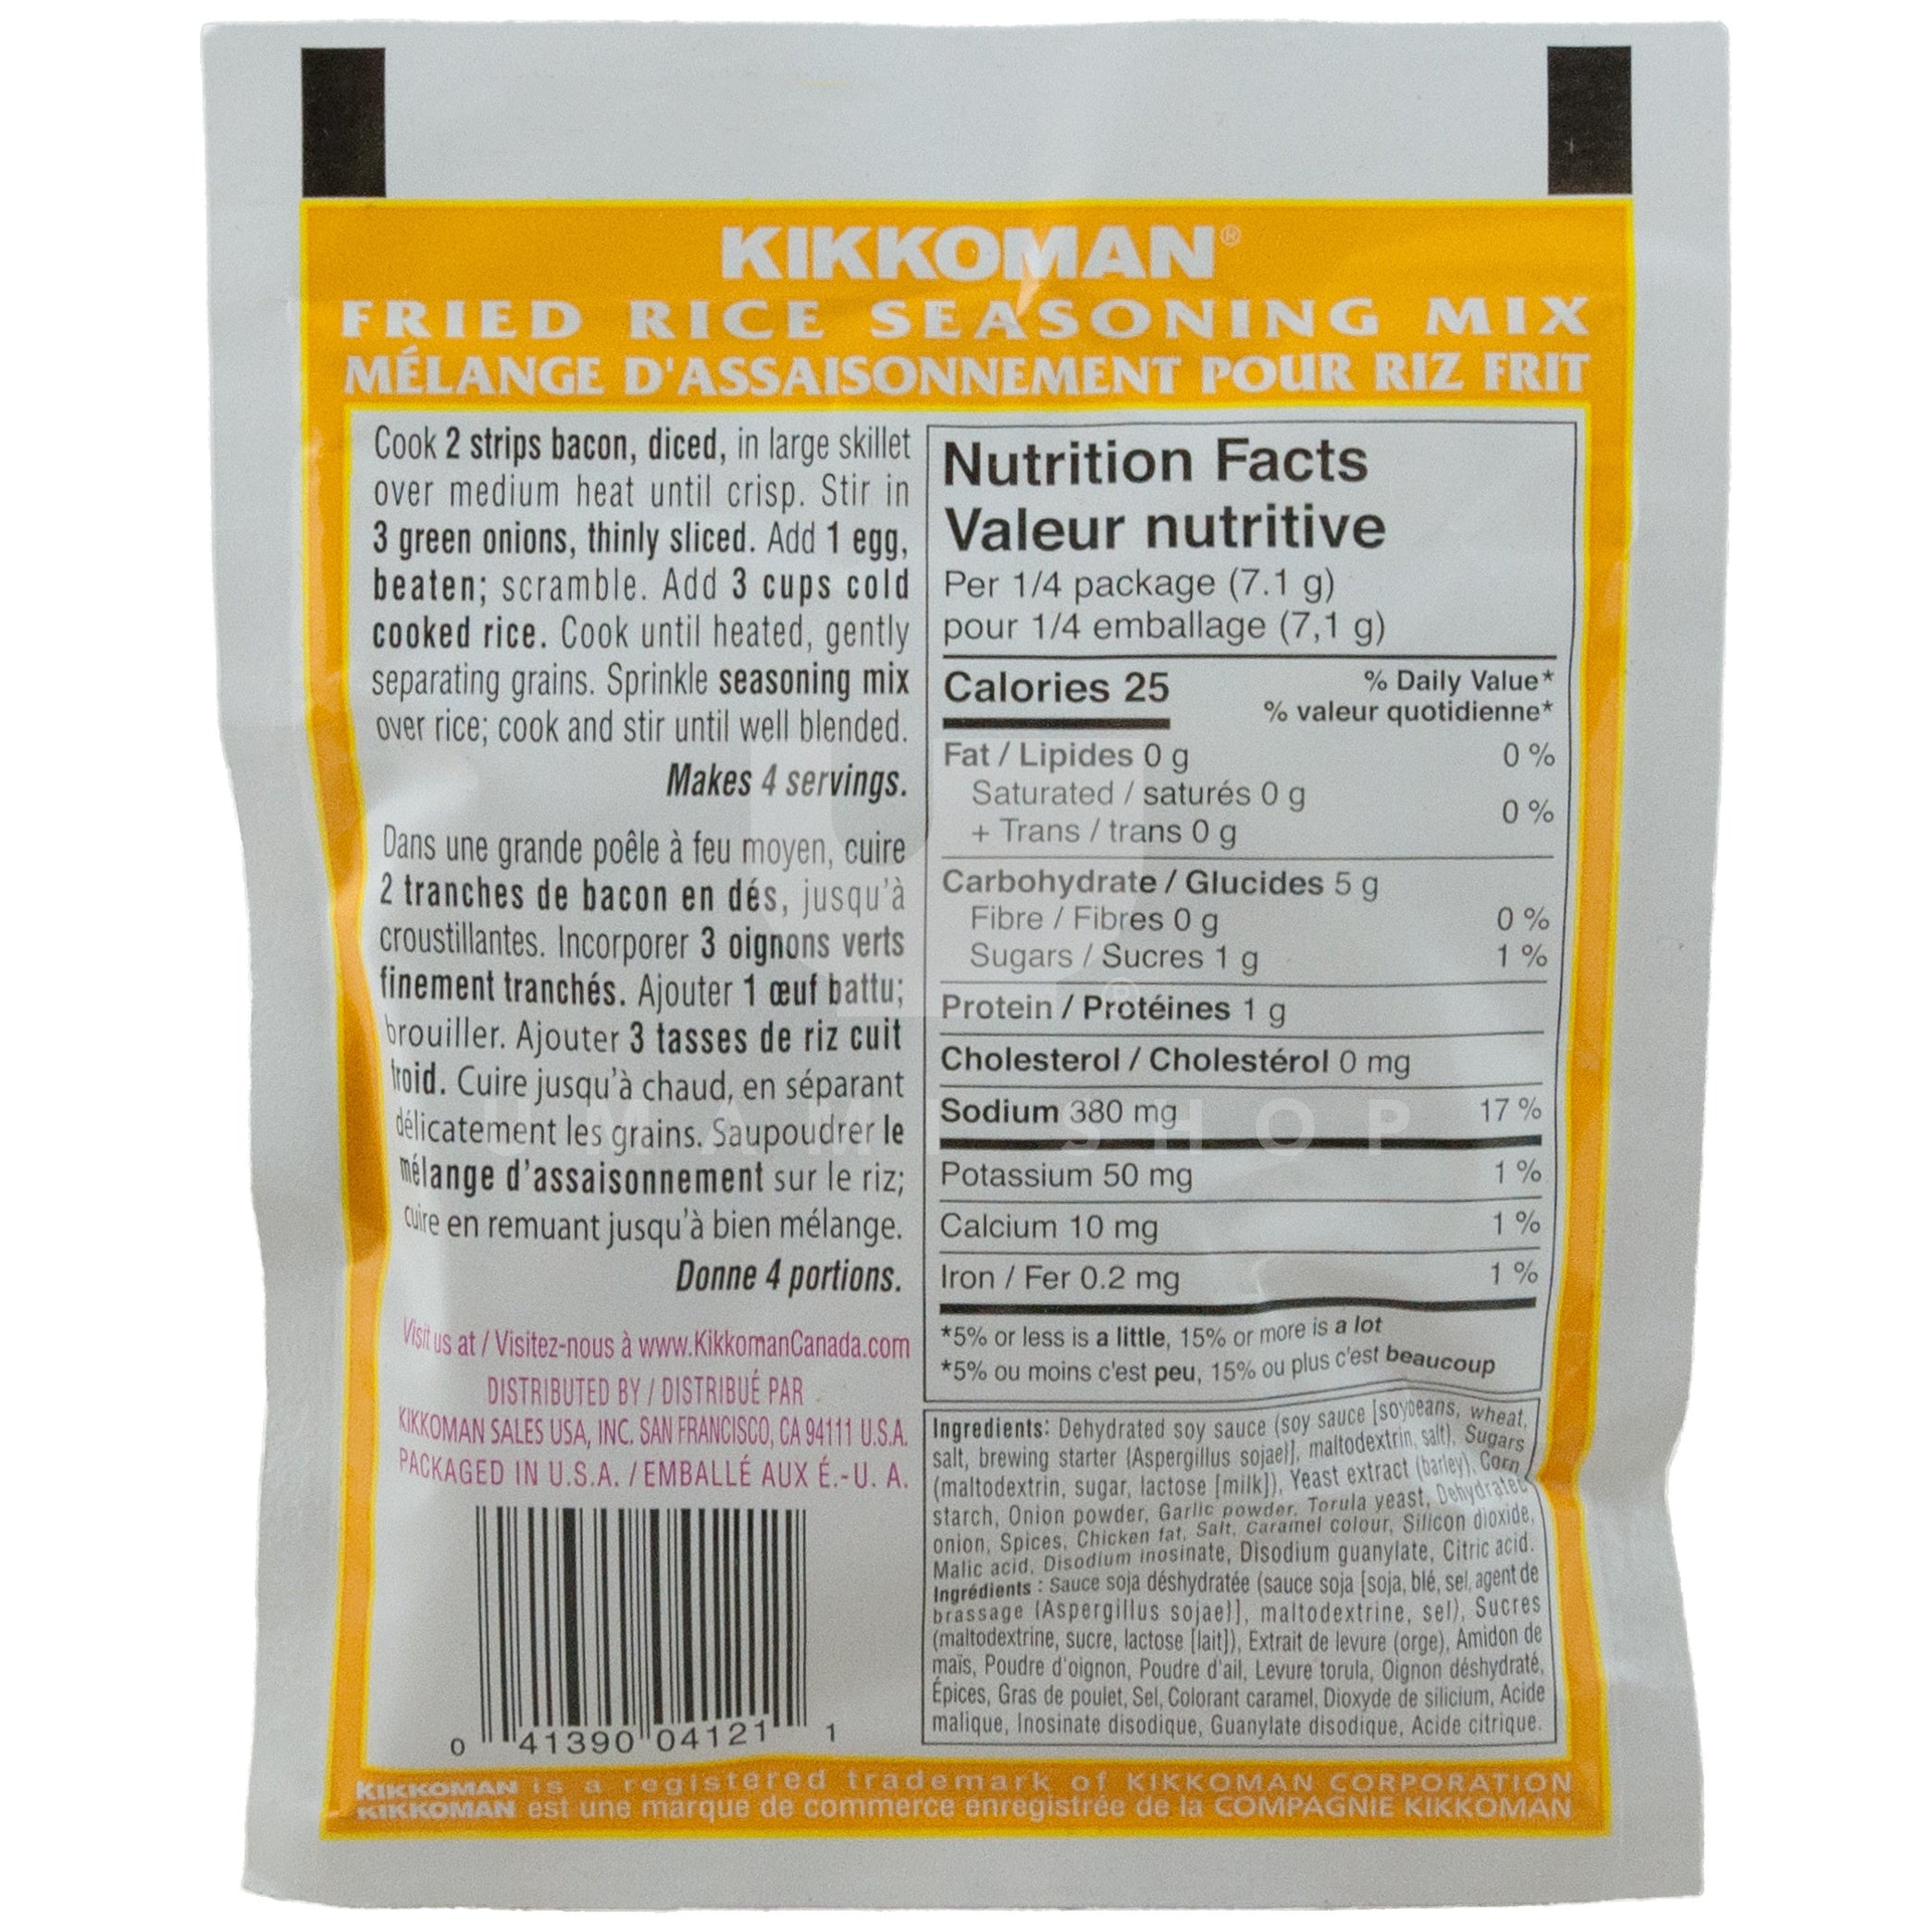 KIKKOMAN®
FRIED RICE SEASONING MIX
MÉLANGE D'ASSAISONNEMENT POUR RIZ FRIT
Cook 2 strips bacon, diced, in large skillet
over medium heat until crisp. Stir in
3 green onions, thinly sliced. Add 1 egg,
beaten; scramble. Add 3 cups cold
cooked rice. Cook until heated, gently
separating grains. Sprinkle seasoning mix
over rice; cook and stir until well blended.
Makes 4 servings.
Dans une grande poêle à feu moyen, cuire
2 tranches de bacon en dés, jusqu'à
croustillantes. Incorporer 3 oignons verts
finement tranchés. Ajouter 1 œuf battu;
brouiller. Ajouter 3 tasses de riz cuit
froid. Cuire jusqu'à chaud, en séparant
délicatement les grains. Saupoudrer le
mélange d'assaisonnement sur le riz;
cuire en remuant jusqu'à bien mélange.
Donne 4 portions.
Visit us at / Visitez-nous à www.KikkomanCanada.com
DISTRIBUTED BY / DISTRIBUÉ PAR
KIKKOMAN SALES USA, INC. SAN FRANCISCO, CA 94111 U.S.A.
PACKAGED IN U.S.A. / EMBALLÉ AUX É.-U. A.
0 41390 04121 1
Nutrition Facts
Valeur nutritive
Per 1/4 package (7.1 g)
pour 1/4 emballage (7,1 g)
Calories 25 % Daily Value*
% valeur quotidienne*
Fat / Lipides 0 g 0 %
Saturated / saturés 0 g
+ Trans / trans 0 g 0 %
Carbohydrate / Glucides 5 g
Fibre / Fibres 0 g 0 %
Sugars / Sucres 1 g 1 %
Protein / Protéines 1 g
Cholesterol / Cholestérol 0 mg
Sodium 380 mg 17 %
Potassium 50 mg 1 %
Calcium 10 mg 1 %
Iron / Fer 0.2 mg 1 %
*5% or less is a little, 15% or more is a lot
*5% ou moins c'est peu, 15% ou plus c'est beaucoup
Ingredients: Dehydrated soy sauce (soy sauce [soybeans, wheat,
salt, brewing starter {Aspergillus sojae}], maltodextrin, salt), Sugars
(maltodextrin, sugar, lactose [milk]), Yeast extract (barley), Corn
starch, Onion powder, Garlic powder, Torula yeast, Dehydrated
onion, Spices, Chicken fat, Salt, Caramel colour, Silicon dioxide,
Malic acid, Disodium inosinate, Disodium guanylate, Citric acid.
Ingrédients : Sauce soja déshydratée (sauce soja [soja, blé, sel, agent de
brassage {Aspergillus sojae}], maltodextrine, sel), Sucres
(maltodextrine, sucre, lactose [lait]), Extrait de levure (orge), Amidon de
maïs, Poudre d'oignon, Poudre d'ail, Levure torula, Oignon déshydraté,
Épices, Gras de poulet, Sel, Colorant caramel, Dioxyde de silicium, Acide
malique, Inosinate disodique, Guanylate disodique, Acide citrique.
KIKKOMAN is a registered trademark of KIKKOMAN CORPORATION
KIKKOMAN est une marque de commerce enregistrée de la COMPAGNIE KIKKOMAN
UMAMI SHOP